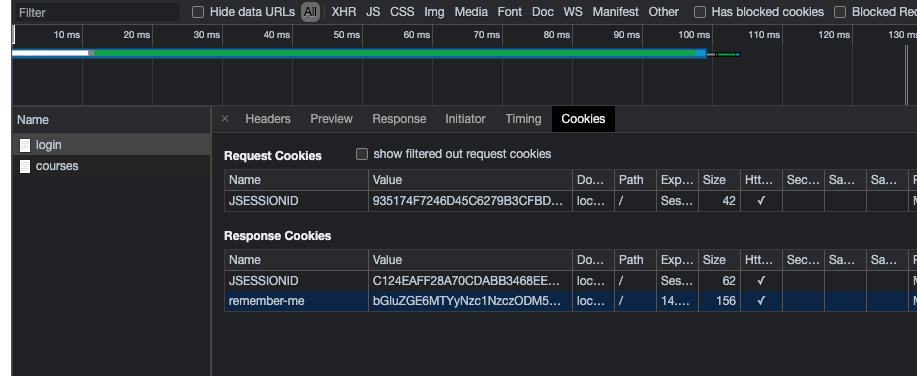 Filter Hide data URLs All XHR JS CSS Img Media Font Doc WS Manifest Other Has blocked cookies Blocked Rec
10 ms 20 ms 30 ms 40 ms 50 ms 60 ms 70 ms 80 ms 90 ms 100 ms 110 ms 120 ms 130 ms
Name × Headers Preview Response Initiator Timing Cookies
login
courses
Request Cookies show filtered out request cookies
Name Value Do... Path Exp... Size Htt... Sec... Sa... Sa... P
JSESSIONID 935174F7246D45C6279B3CFBD... loc... / Ses... 42 ✓ M
Response Cookies
Name Value Do... Path Exp... Size Htt... Sec... Sa... Sa... P
JSESSIONID C124EAFF28A70CDABB3468EE... loc... / Ses... 62 ✓ M
remember-me bGluZGE6MTYyNzc1NzczODM5... loc... / 14.... 156 ✓ M